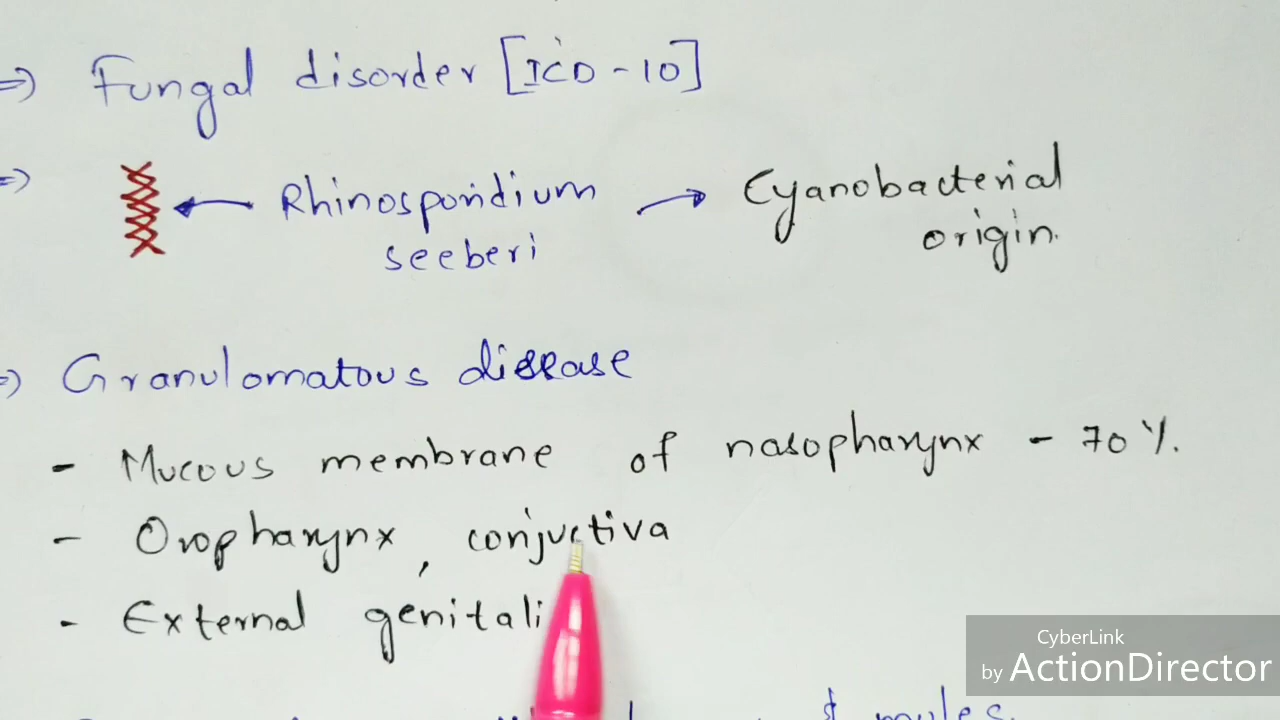 ⇒ Fungal disorder [ICD-10]
⇒ ← Rhinosporidium → Cyanobacterial
seeberi origin.
⇒ Granulomatous disease
- Mucous membrane of nasopharynx - 70%.
- Oropharynx, conjuctiva
- External genitali
mules.
CyberLink
by ActionDirector